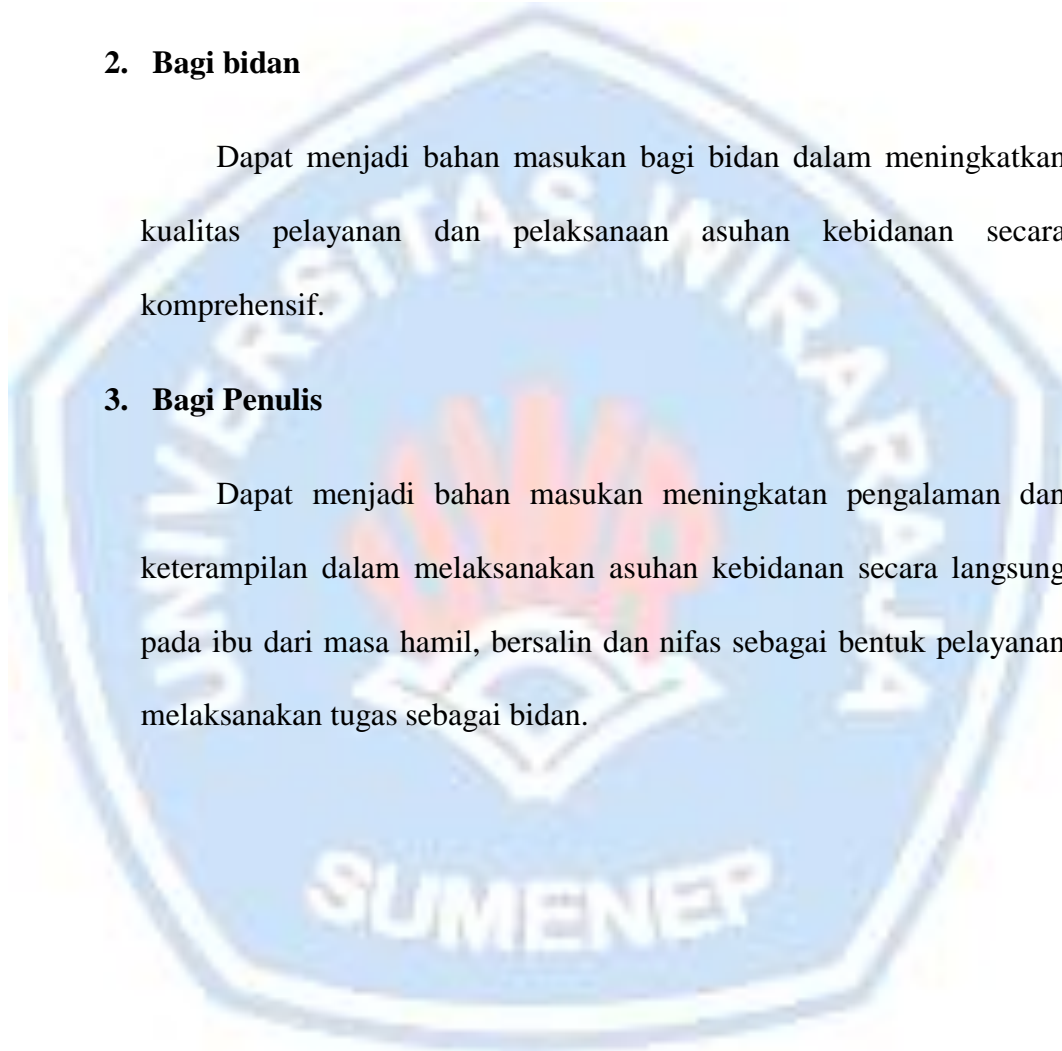 2. Bagi bidan
Dapat menjadi bahan masukan bagi bidan dalam meningkatkan
kualitas pelayanan dan pelaksanaan asuhan kebidanan secara
komprehensif.
3. Bagi Penulis
Dapat menjadi bahan masukan meningkatan pengalaman dan
keterampilan dalam melaksanakan asuhan kebidanan secara langsung
pada ibu dari masa hamil, bersalin dan nifas sebagai bentuk pelayanan
melaksanakan tugas sebagai bidan.
UNIVERSITAS WIRARAJA
UWR
SUMENEP